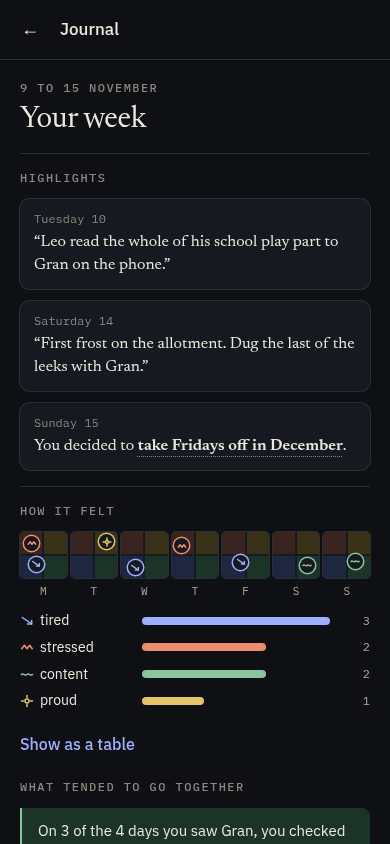 ← Journal
9 TO 15 NOVEMBER
Your week
HIGHLIGHTS
Tuesday 10
“Leo read the whole of his school play part to
Gran on the phone.”
Saturday 14
“First frost on the allotment. Dug the last of the
leeks with Gran.”
Sunday 15
You decided to take Fridays off in December.
HOW IT FELT
M T W T F S S
tired 3
stressed 2
content 2
proud 1
Show as a table
WHAT TENDED TO GO TOGETHER
On 3 of the 4 days you saw Gran, you checked